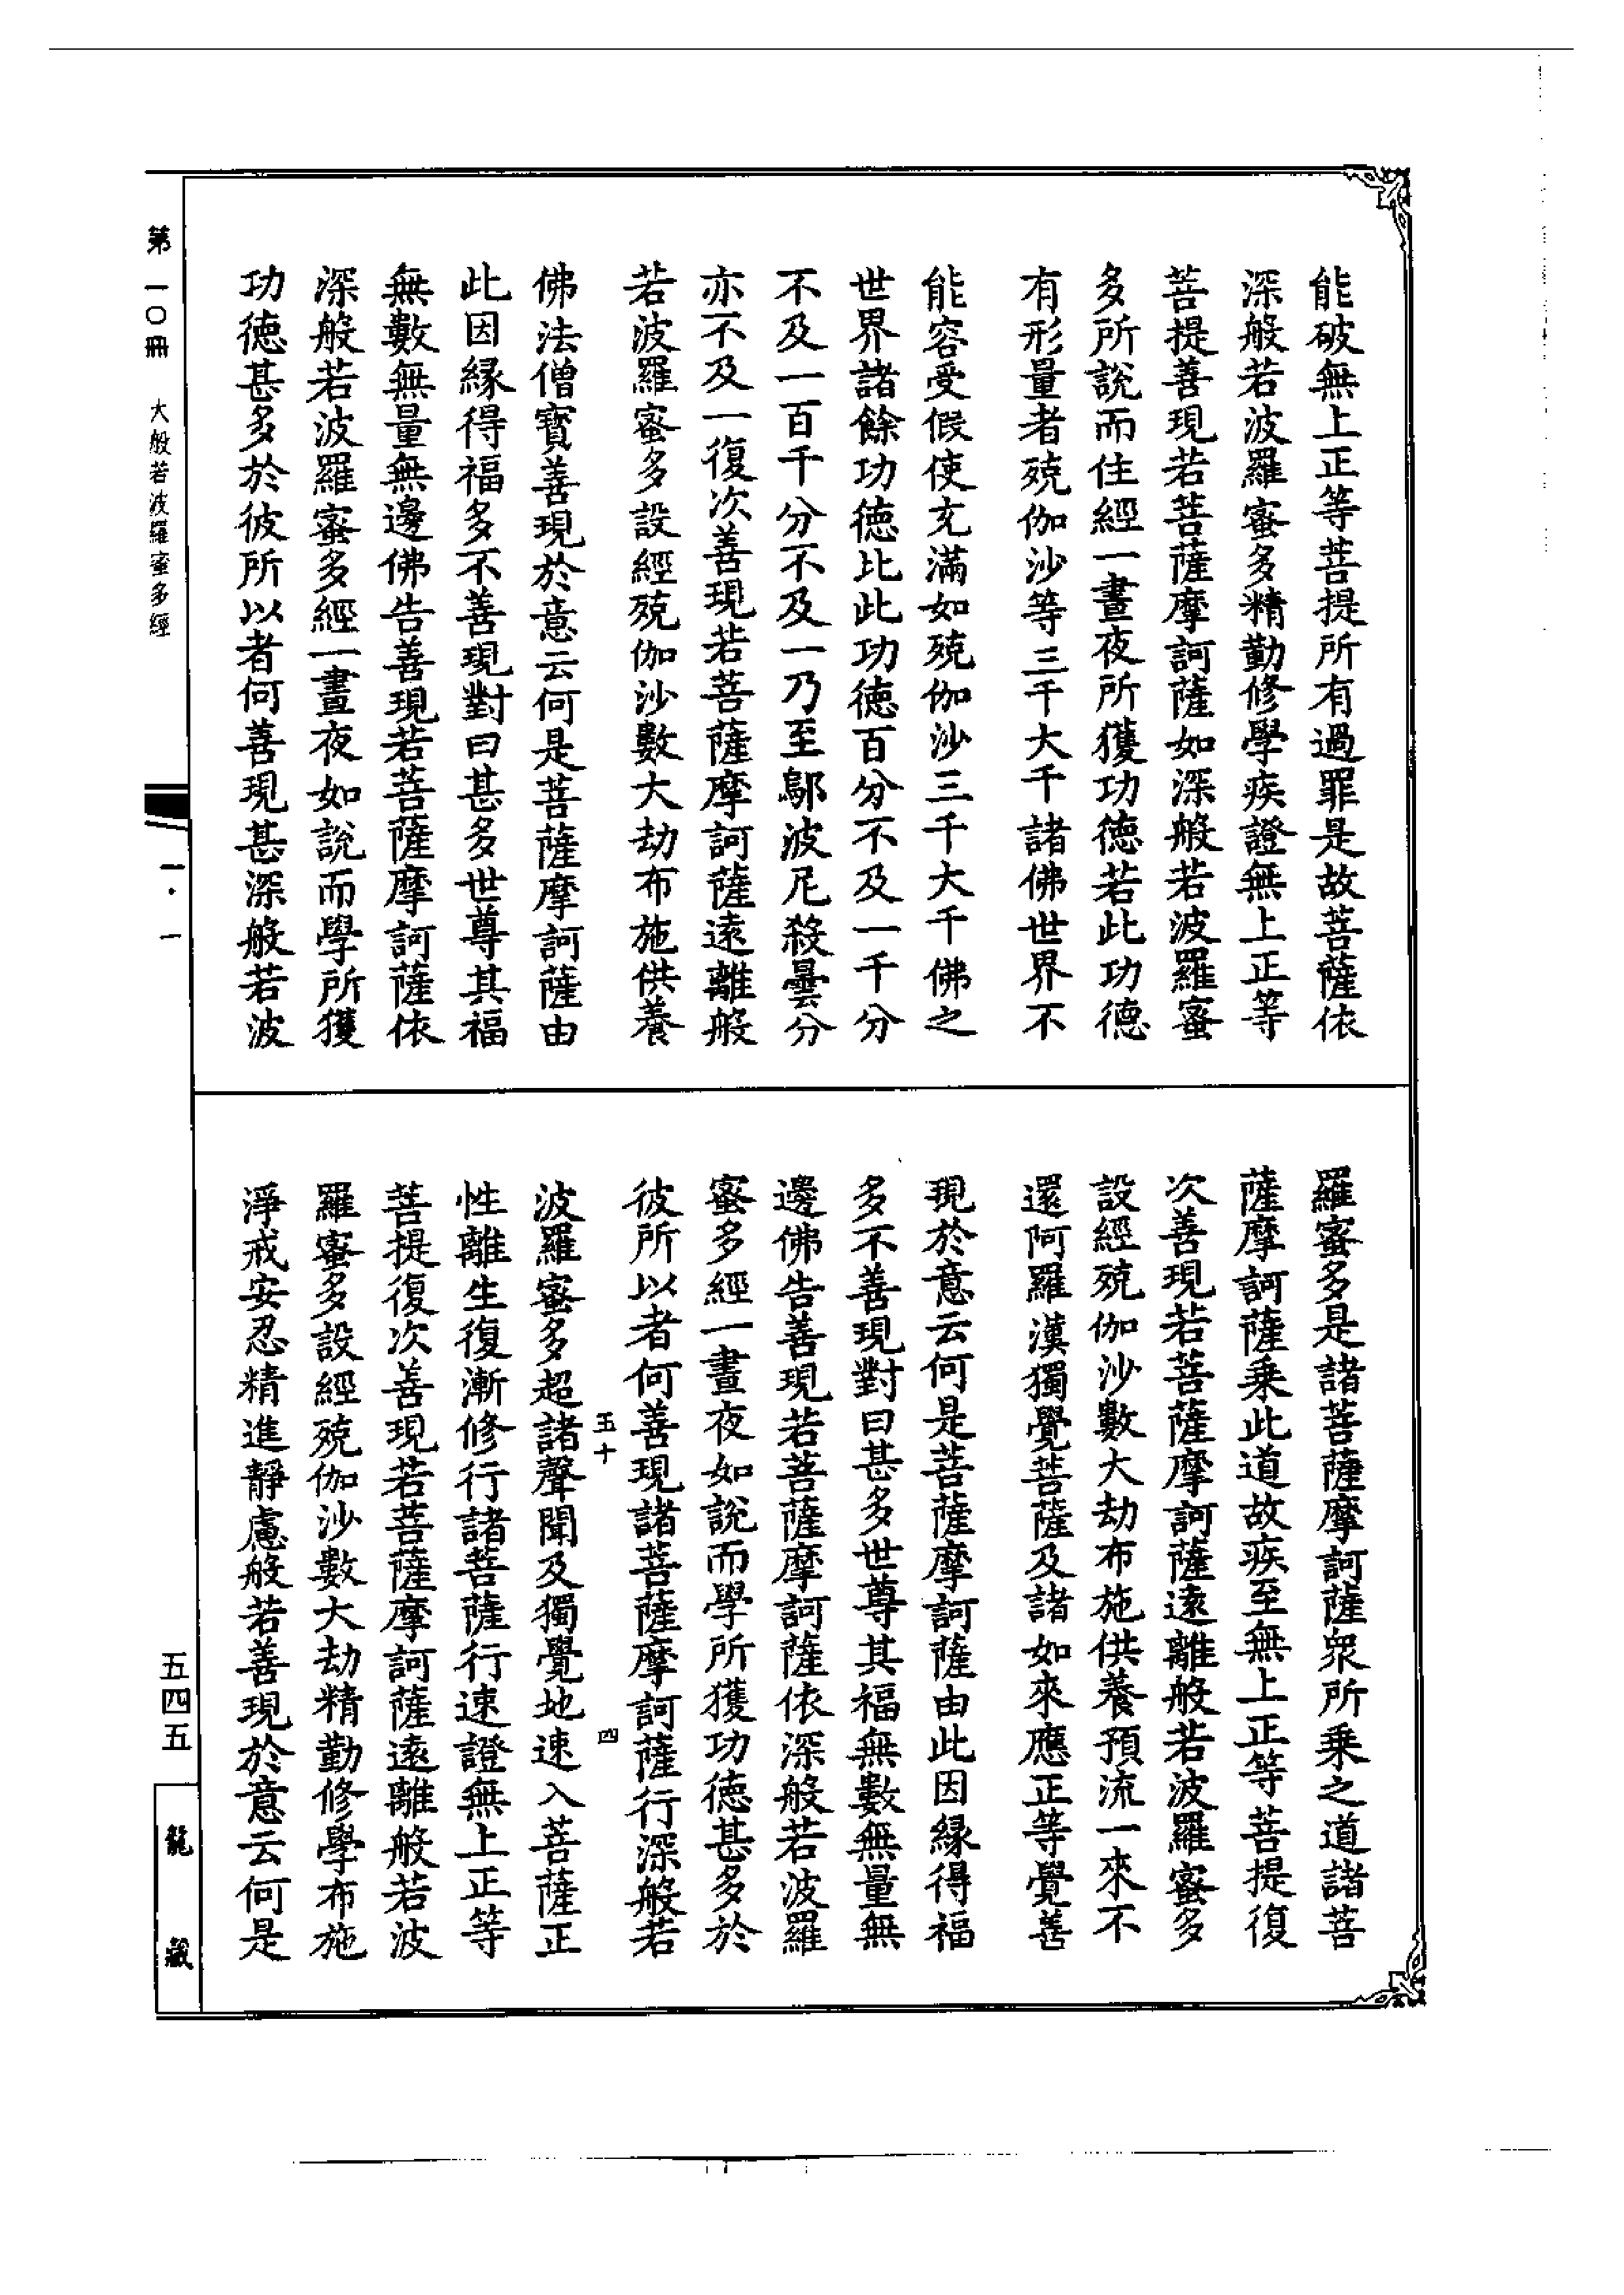 能破無上正等菩提所有過罪是故菩薩依
深般若波羅蜜多精勤修學疾證無上正等
菩提善現若菩薩摩訶薩如深般若波羅蜜
多所說而住經一晝夜所獲功德若此功德
有形量者殑伽沙等三千大千諸佛世界不
能容受假使充滿如殑伽沙三千大千佛之
世界諸餘功德比此功德百分不及一千分
不及一百千分不及一乃至鄔波尼殺曇分
亦不及一復次善現若菩薩摩訶薩遠離般
若波羅蜜多設經殑伽沙數大劫布施供養
佛法僧寶善現於意云何是菩薩摩訶薩由
此因緣得福多不善現對曰甚多世尊其福
無數無量無邊佛告善現若菩薩摩訶薩依
深般若波羅蜜多經一晝夜如說而學所獲
功德甚多於彼所以者何善現甚深般若波
羅蜜多是諸菩薩摩訶薩眾所乘之道諸菩
薩摩訶薩乘此道故疾至無上正等菩提復
次善現若菩薩摩訶薩遠離般若波羅蜜多
設經殑伽沙數大劫布施供養預流一來不
還阿羅漢獨覺菩薩及諸如來應正等覺善
現於意云何是菩薩摩訶薩由此因緣得福
多不善現對曰甚多世尊其福無數無量無
邊佛告善現若菩薩摩訶薩依深般若波羅
蜜多經一晝夜如說而學所獲功德甚多於
彼所以者何善現諸菩薩摩訶薩行深般若
五十 四
波羅蜜多超諸聲聞及獨覺地速入菩薩正
性離生復漸修行諸菩薩行速證無上正等
菩提復次善現若菩薩摩訶薩遠離般若波
羅蜜多設經殑伽沙數大劫精勤修學布施
淨戒安忍精進靜慮般若善現於意云何是
第一〇冊 大般若波羅蜜多經
一·一
五四五
龍藏